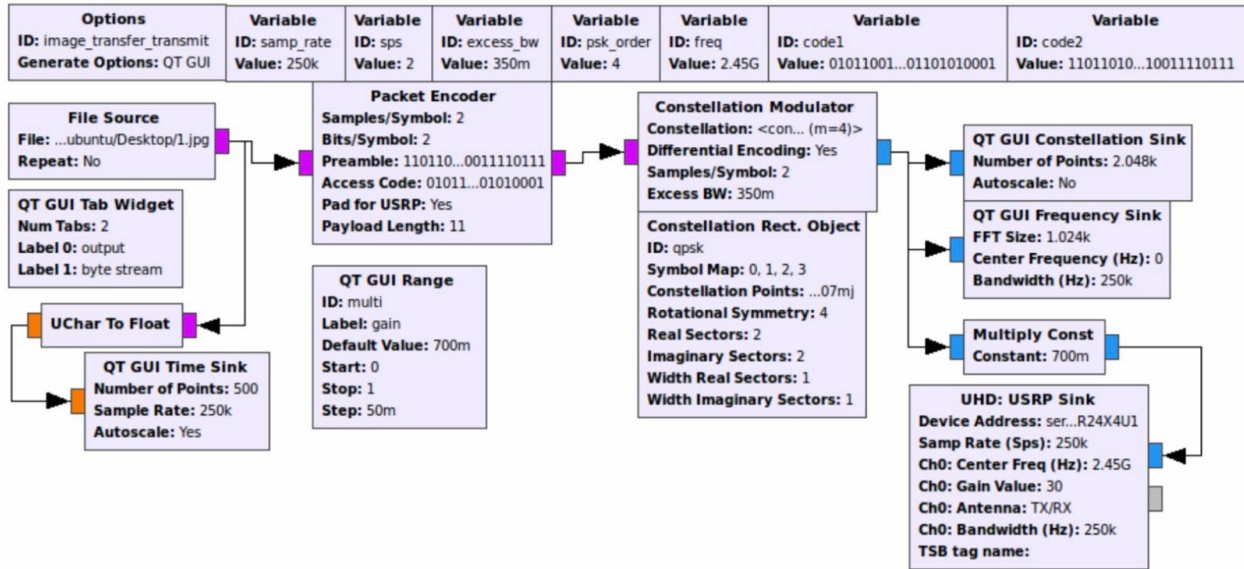 Options
ID: image_transfer_transmit
Generate Options: QT GUI
Variable
ID: samp_rate
Value: 250k
Variable
ID: sps
Value: 2
Variable
ID: excess_bw
Value: 350m
Variable
ID: psk_order
Value: 4
Variable
ID: freq
Value: 2.45G
Variable
ID: code1
Value: 01011001...01101010001
Variable
ID: code2
Value: 11011010...10011110111
File Source
File: ...ubuntu/Desktop/1.jpg
Repeat: No
Packet Encoder
Samples/Symbol: 2
Bits/Symbol: 2
Preamble: 110110...0011110111
Access Code: 01011...01010001
Pad for USRP: Yes
Payload Length: 11
Constellation Modulator
Constellation: <con... (m=4)>
Differential Encoding: Yes
Samples/Symbol: 2
Excess BW: 350m
QT GUI Constellation Sink
Number of Points: 2.048k
Autoscale: No
QT GUI Tab Widget
Num Tabs: 2
Label 0: output
Label 1: byte stream
QT GUI Frequency Sink
FFT Size: 1.024k
Center Frequency (Hz): 0
Bandwidth (Hz): 250k
Constellation Rect. Object
ID: qpsk
Symbol Map: 0, 1, 2, 3
Constellation Points: ...07mj
Rotational Symmetry: 4
Real Sectors: 2
Imaginary Sectors: 2
Width Real Sectors: 1
Width Imaginary Sectors: 1
QT GUI Range
ID: multi
Label: gain
Default Value: 700m
Start: 0
Stop: 1
Step: 50m
UChar To Float
Multiply Const
Constant: 700m
QT GUI Time Sink
Number of Points: 500
Sample Rate: 250k
Autoscale: Yes
UHD: USRP Sink
Device Address: ser...R24X4U1
Samp Rate (Sps): 250k
Ch0: Center Freq (Hz): 2.45G
Ch0: Gain Value: 30
Ch0: Antenna: TX/RX
Ch0: Bandwidth (Hz): 250k
TSB tag name: